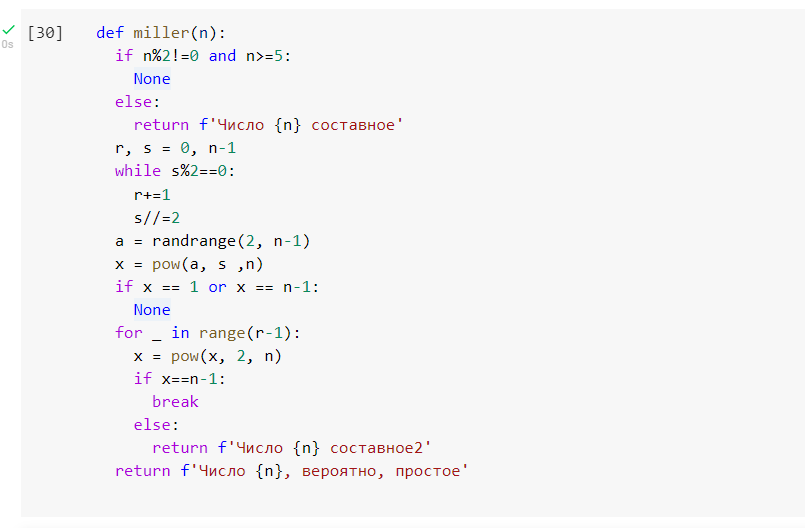 [30] def miller(n):
if n%2!=0 and n>=5:
None
else:
return f'Число {n} составное'
r, s = 0, n-1
while s%2==0:
r+=1
s//=2
a = randrange(2, n-1)
x = pow(a, s ,n)
if x == 1 or x == n-1:
None
for _ in range(r-1):
x = pow(x, 2, n)
if x==n-1:
break
else:
return f'Число {n} составное2'
return f'Число {n}, вероятно, простое'
0s